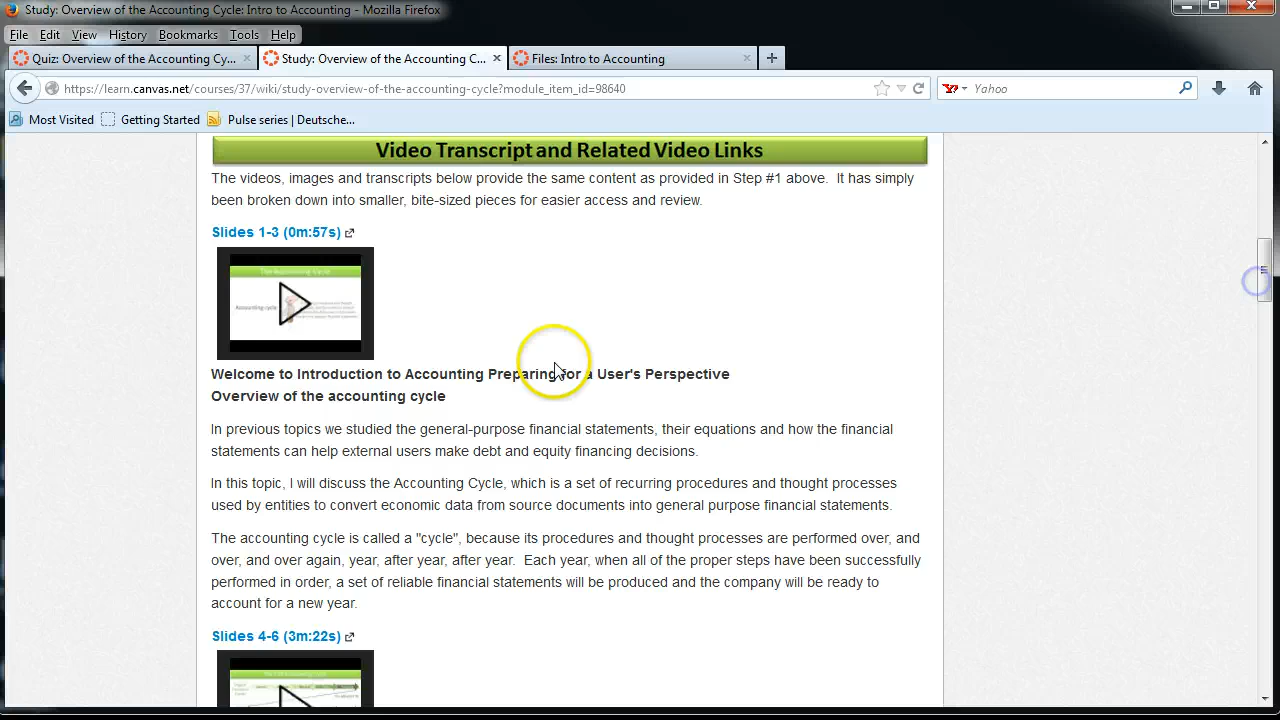 Study: Overview of the Accounting Cycle: Intro to Accounting - Mozilla Firefox
File Edit View History Bookmarks Tools Help
Quiz: Overview of the Accounting Cy... Study: Overview of the Accounting C... Files: Intro to Accounting
https://learn.canvas.net/courses/37/wiki/study-overview-of-the-accounting-cycle?module_item_id=98640 Yahoo
Most Visited Getting Started Pulse series | Deutsche...
Video Transcript and Related Video Links
The videos, images and transcripts below provide the same content as provided in Step #1 above. It has simply
been broken down into smaller, bite-sized pieces for easier access and review.
Slides 1-3 (0m:57s)
The Accounting Cycle
Accounting cycle
Welcome to Introduction to Accounting Preparing for a User's Perspective
Overview of the accounting cycle
In previous topics we studied the general-purpose financial statements, their equations and how the financial
statements can help external users make debt and equity financing decisions.
In this topic, I will discuss the Accounting Cycle, which is a set of recurring procedures and thought processes
used by entities to convert economic data from source documents into general purpose financial statements.
The accounting cycle is called a "cycle", because its procedures and thought processes are performed over, and
over, and over again, year, after year, after year. Each year, when all of the proper steps have been successfully
performed in order, a set of reliable financial statements will be produced and the company will be ready to
account for a new year.
Slides 4-6 (3m:22s)